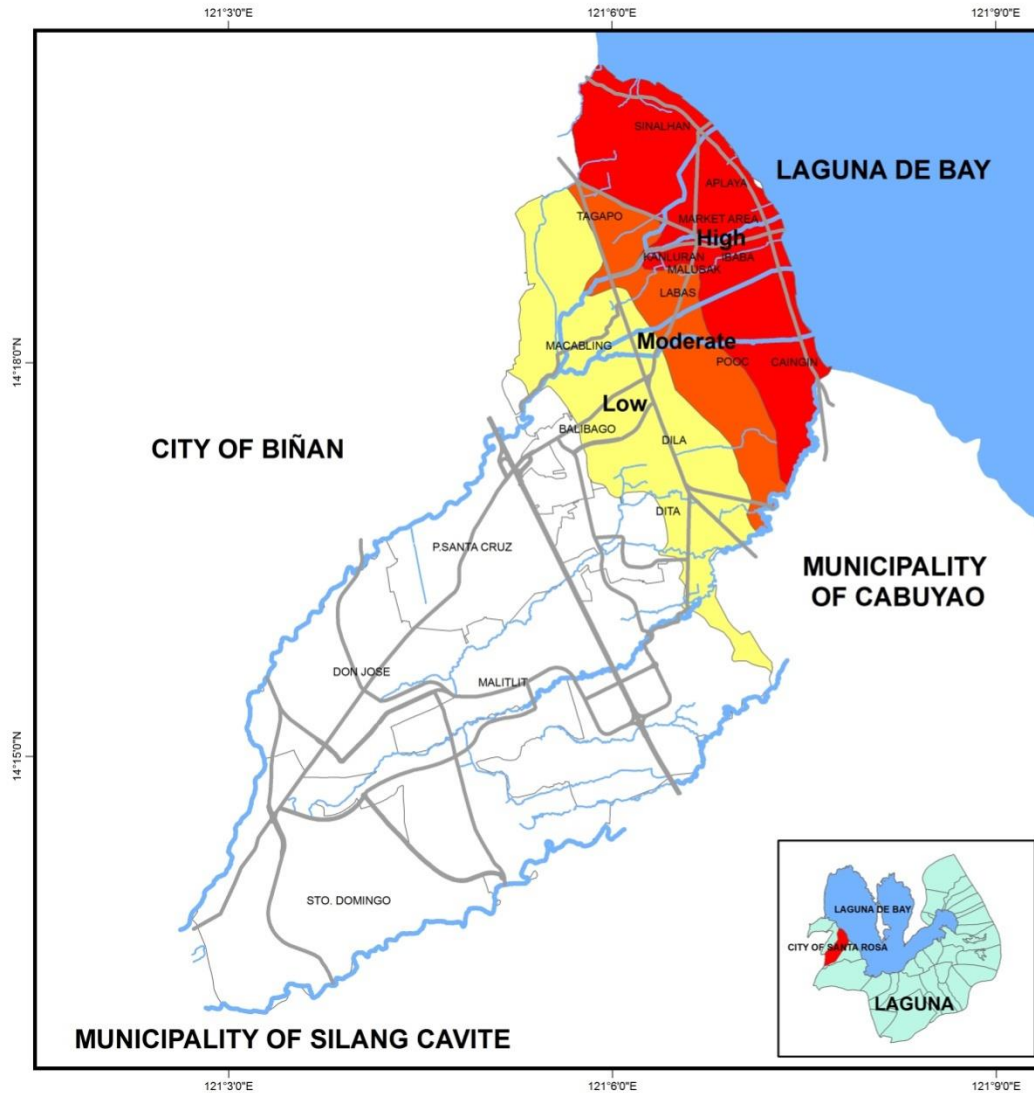 121°3'0"E
121°6'0"E
121°9'0"E
SINALHAN
LAGUNA DE BAY
APLAYA
TAGAPO
MARKET AREA
High
KANLURAN
IBABA
MALUSAK
LABAS
14°18'0"N
MACABLING
Moderate
POOC
CAINGIN
Low
CITY OF BIÑAN
BALIBAGO
DILA
DITA
P.SANTA CRUZ
MUNICIPALITY
OF CABUYAO
DON JOSE
MALITLIT
14°15'0"N
STO. DOMINGO
LAGUNA DE BAY
CITY OF SANTA ROSA
LAGUNA
MUNICIPALITY OF SILANG CAVITE
121°3'0"E
121°6'0"E
121°9'0"E